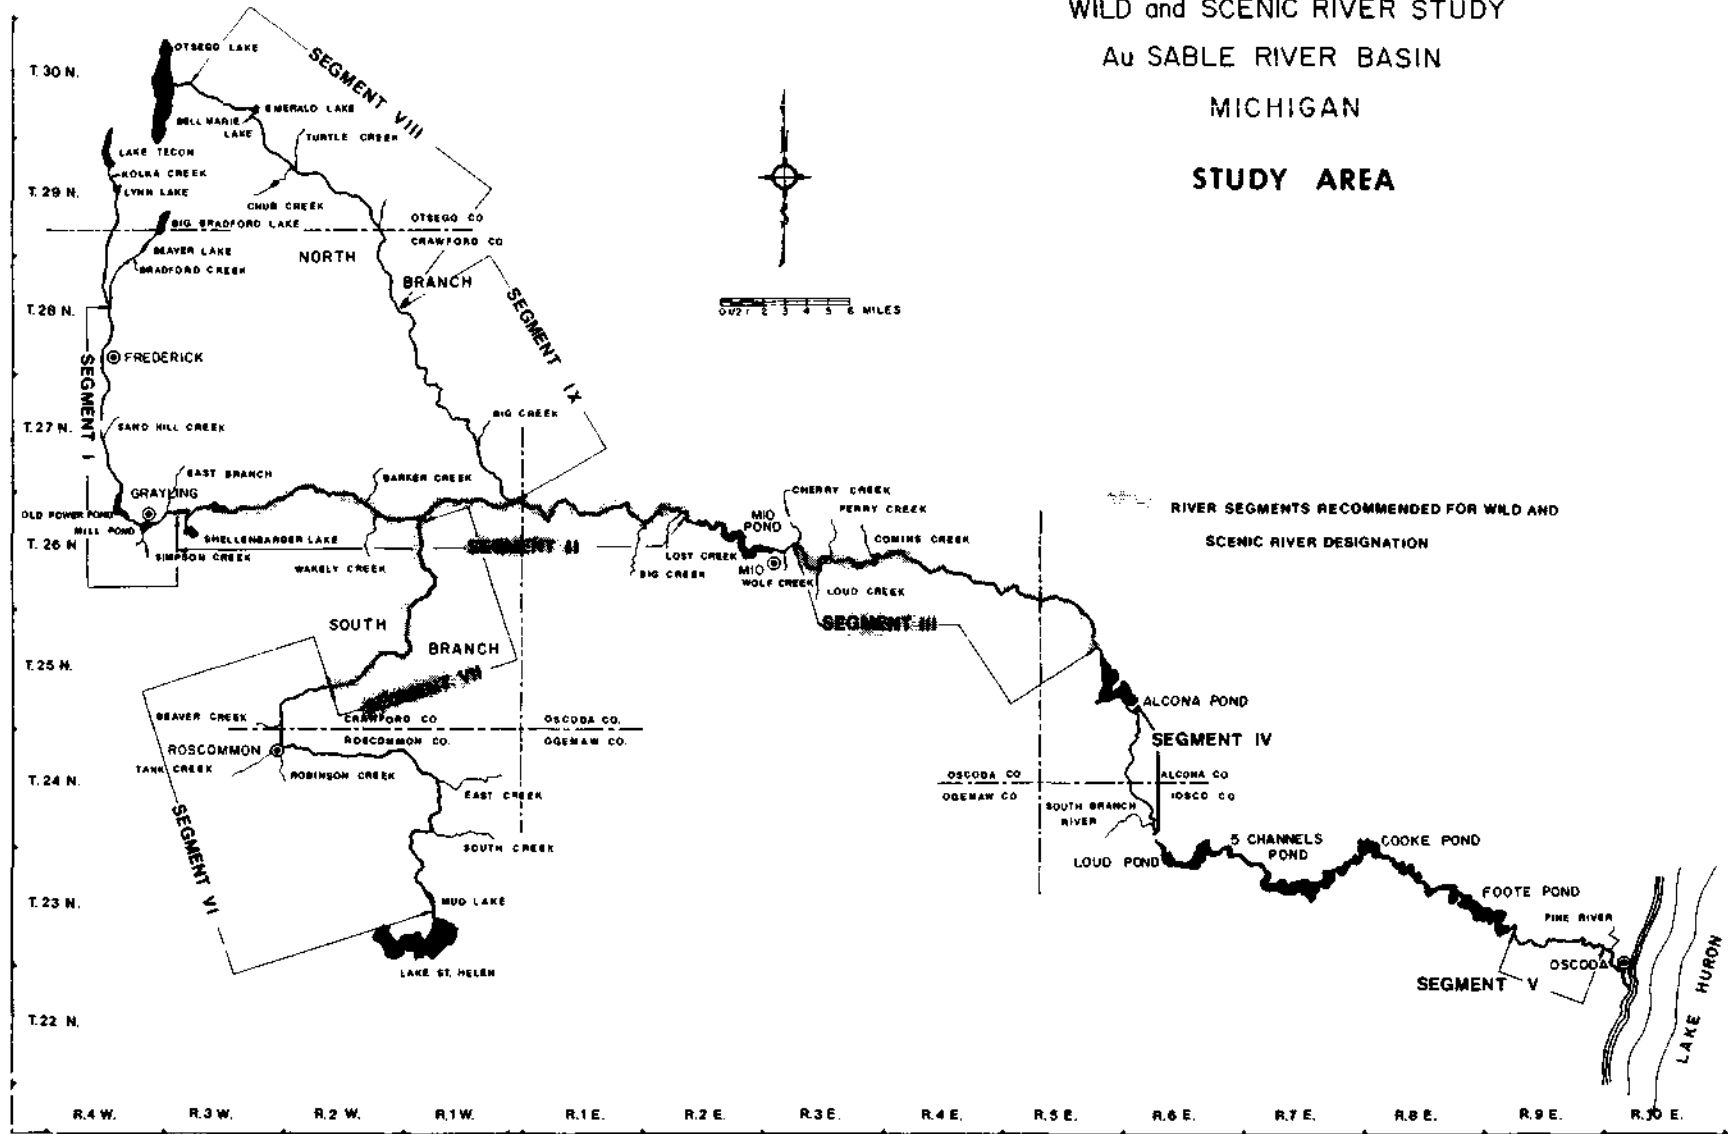 WILD and SCENIC RIVER STUDY
Au SABLE RIVER BASIN
MICHIGAN
STUDY AREA
T. 30 N.
T. 29 N.
T. 28 N.
T. 27 N.
T. 26 N.
T. 25 N.
T. 24 N.
T. 23 N.
T. 22 N.
OTSEGO LAKE
SEGMENT VIII
EMERALD LAKE
BELL MARIE
LAKE
TURTLE CREEK
LAKE TECON
KOLKA CREEK
LYNN LAKE
CHUB CREEK
BIG BRADFORD LAKE
OTSEGO CO
CRAWFORD CO
BEAVER LAKE
BRADFORD CREEK
NORTH
BRANCH
SEGMENT IX
0 1/2 1 2 3 4 5 6 MILES
SEGMENT I
FREDERICK
SAND HILL CREEK
BIG CREEK
EAST BRANCH
GRAYLING
BARKER CREEK
OLD POWER POND
MILL POND
SHELLENBARGER LAKE
SIMPSON CREEK
WAKELY CREEK
SEGMENT II
LOST CREEK
BIG CREEK
MIO
POND
CHERRY CREEK
PERRY CREEK
COMINS CREEK
MIO
WOLF CREEK
LOUD CREEK
SEGMENT III
RIVER SEGMENTS RECOMMENDED FOR WILD AND
SCENIC RIVER DESIGNATION
SOUTH
BRANCH
SEGMENT VII
BEAVER CREEK
CRAWFORD CO
ROSCOMMON CO.
OSCODA CO.
OGEMAW CO.
ROSCOMMON
TANK CREEK
ROBINSON CREEK
EAST CREEK
SOUTH CREEK
SEGMENT VI
MUD LAKE
LAKE ST. HELEN
ALCONA POND
SEGMENT IV
OSCODA CO
OGEMAW CO
ALCONA CO
IOSCO CO
SOUTH BRANCH
RIVER
LOUD POND
5 CHANNELS
POND
COOKE POND
FOOTE POND
PINE RIVER
OSCODA
SEGMENT V
LAKE HURON
R.4 W. R.3 W. R.2 W. R.1 W. R.1 E. R.2 E. R.3 E. R.4 E. R.5 E. R.6 E. R.7 E. R.8 E. R.9 E. R.10 E.